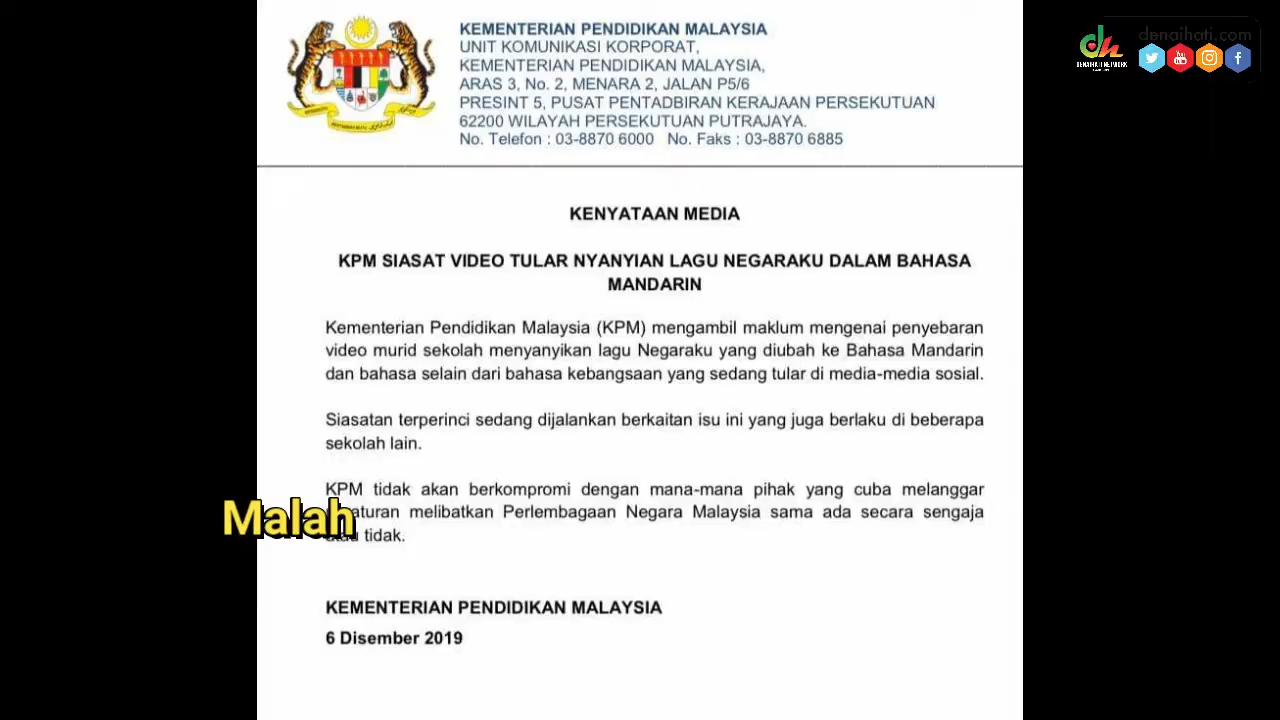 KEMENTERIAN PENDIDIKAN MALAYSIA
UNIT KOMUNIKASI KORPORAT,
KEMENTERIAN PENDIDIKAN MALAYSIA,
ARAS 3, No. 2, MENARA 2, JALAN P5/6
PRESINT 5, PUSAT PENTADBIRAN KERAJAAN PERSEKUTUAN
62200 WILAYAH PERSEKUTUAN PUTRAJAYA.
No. Telefon : 03-8870 6000 No. Faks : 03-8870 6885
denaihati.com
dh
DENAIHATI NETWORK
You
KENYATAAN MEDIA
KPM SIASAT VIDEO TULAR NYANYIAN LAGU NEGARAKU DALAM BAHASA
MANDARIN
Kementerian Pendidikan Malaysia (KPM) mengambil maklum mengenai penyebaran
video murid sekolah menyanyikan lagu Negaraku yang diubah ke Bahasa Mandarin
dan bahasa selain dari bahasa kebangsaan yang sedang tular di media-media sosial.
Siasatan terperinci sedang dijalankan berkaitan isu ini yang juga berlaku di beberapa
sekolah lain.
KPM tidak akan berkompromi dengan mana-mana pihak yang cuba melanggar
Malah
melibatkan Perlembagaan Negara Malaysia sama ada secara sengaja
tidak.
KEMENTERIAN PENDIDIKAN MALAYSIA
6 Disember 2019